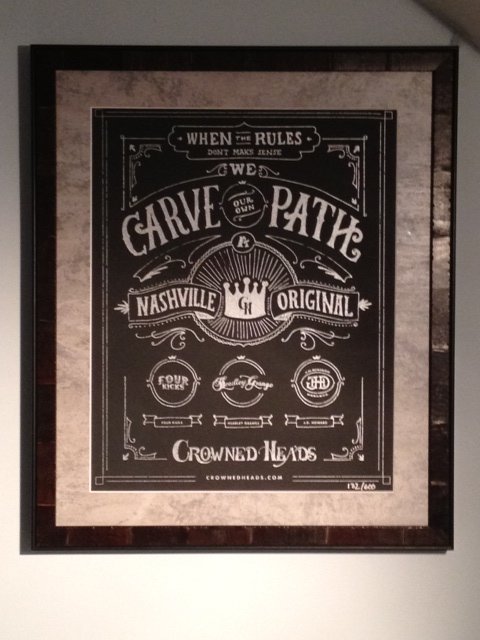 WHEN THE RULES
DON'T MAKE SENSE
WE
CARVE OUR OWN PATH
A
NASHVILLE CH ORIGINAL
FOUR KICKS
Headley Grange
JHD
FOUR KICKS HEADLEY GRANGE J.D. HOWARD
CROWNED HEADS
CROWNEDHEADS.COM